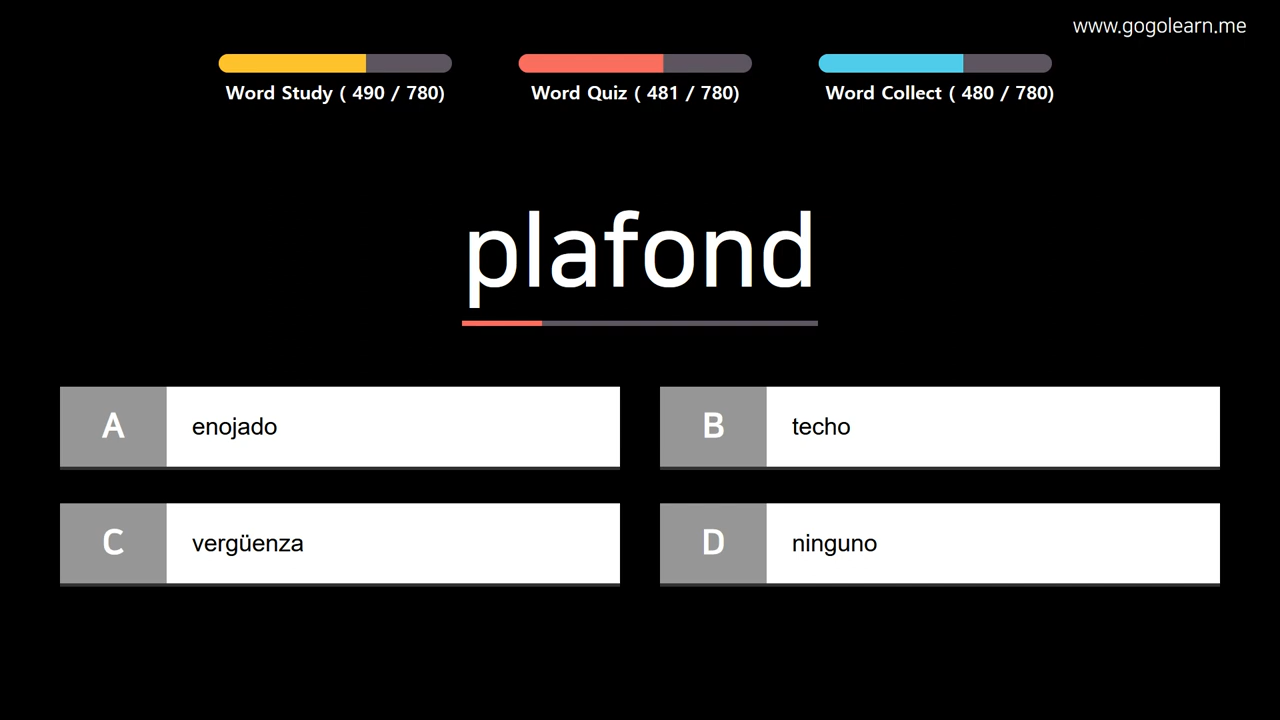 www.gogolearn.me
Word Study ( 490 / 780)
Word Quiz ( 481 / 780)
Word Collect ( 480 / 780)
plafond
A enojado
B techo
C vergüenza
D ninguno